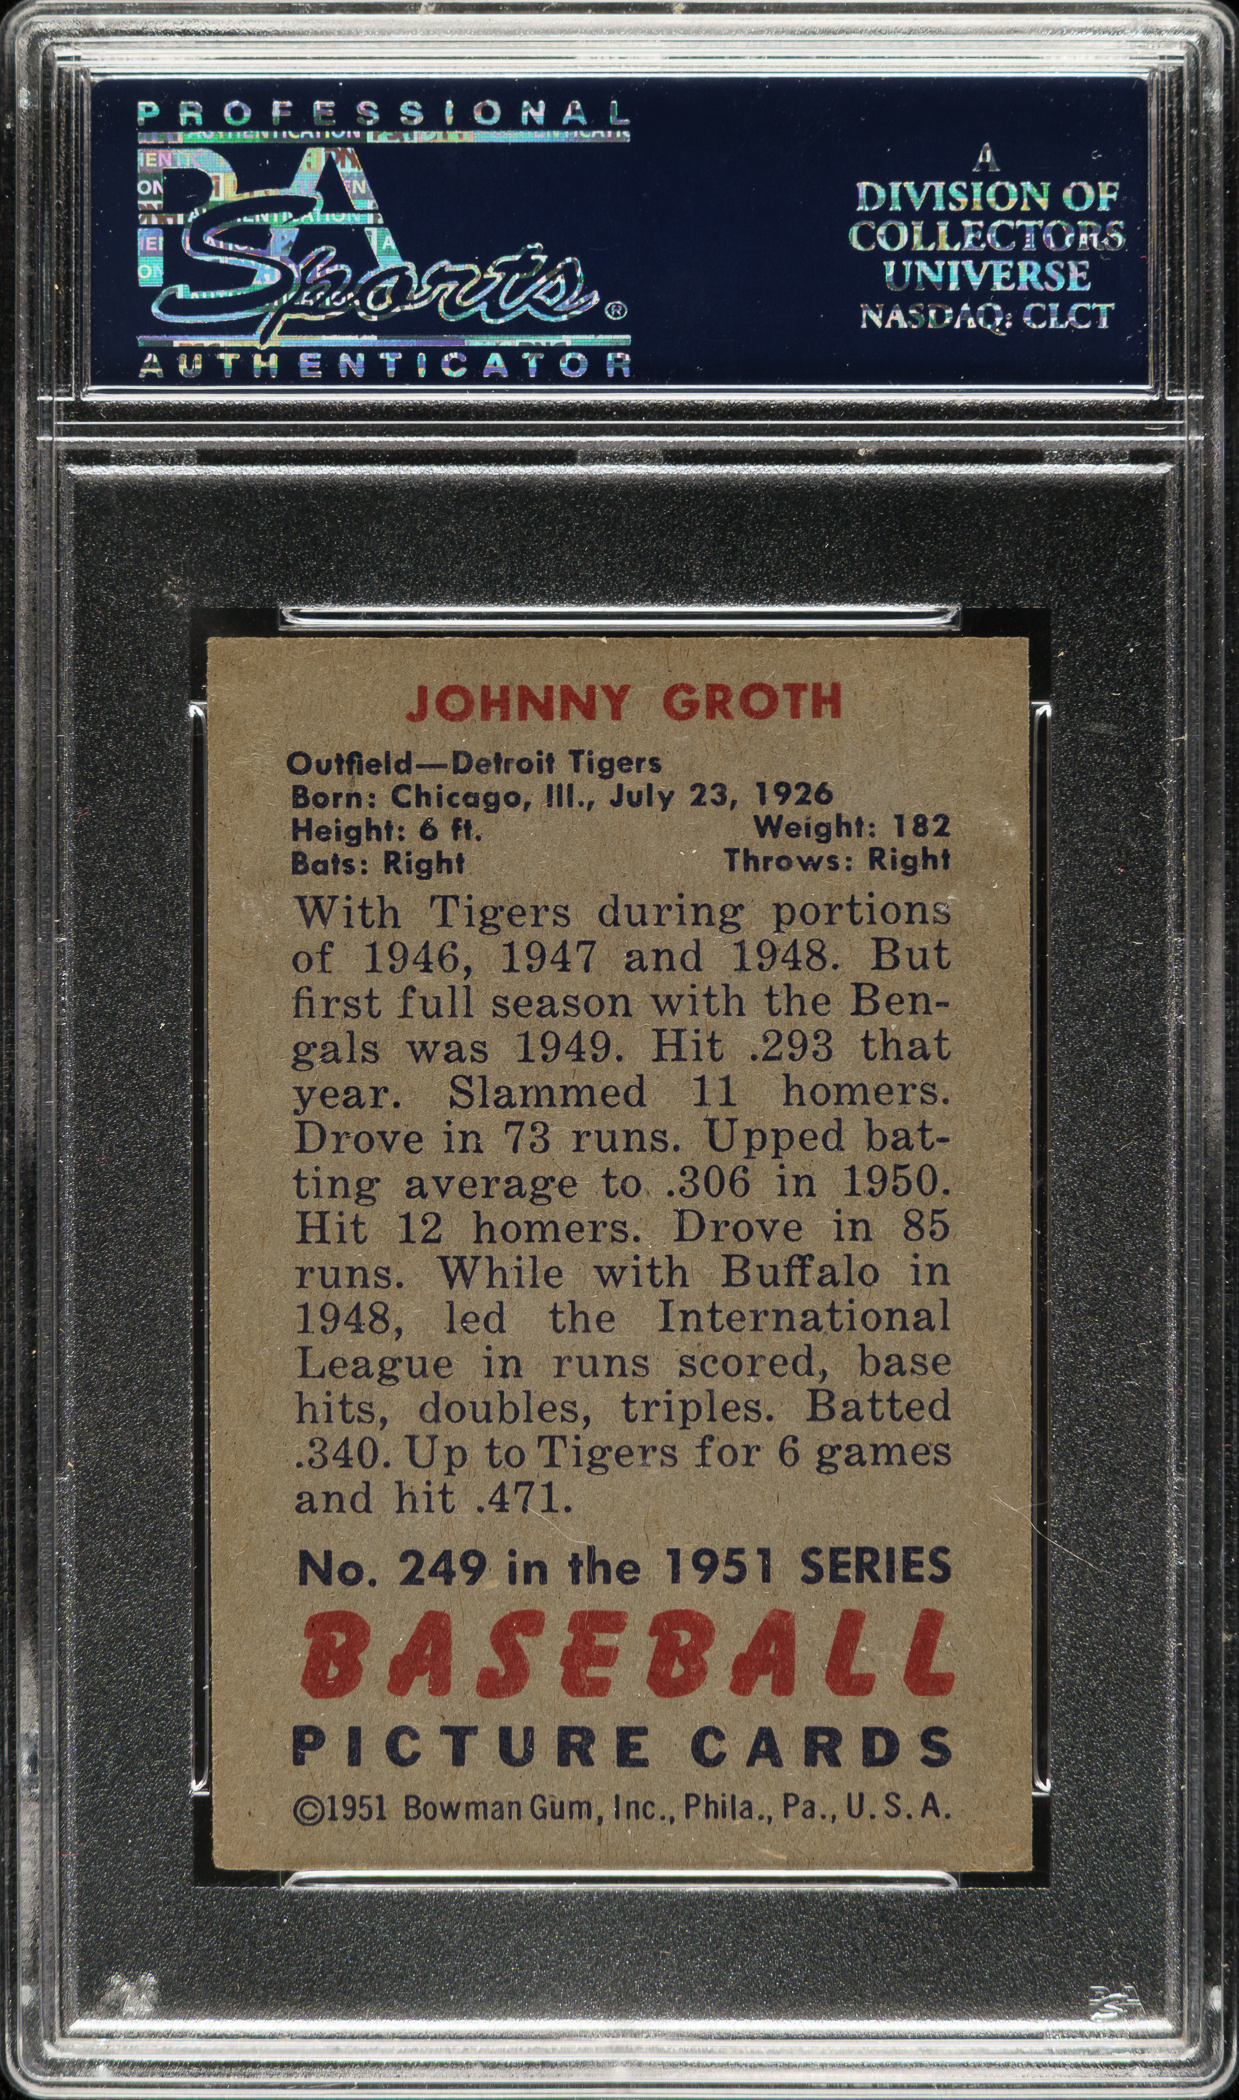 PROFESSIONAL
PSA
Sports®
AUTHENTICATOR
A
DIVISION OF
COLLECTORS
UNIVERSE
NASDAQ: CLCT
JOHNNY GROTH
Outfield—Detroit Tigers
Born: Chicago, Ill., July 23, 1926
Height: 6 ft. Weight: 182
Bats: Right Throws: Right
With Tigers during portions
of 1946, 1947 and 1948. But
first full season with the Ben-
gals was 1949. Hit .293 that
year. Slammed 11 homers.
Drove in 73 runs. Upped bat-
ting average to .306 in 1950.
Hit 12 homers. Drove in 85
runs. While with Buffalo in
1948, led the International
League in runs scored, base
hits, doubles, triples. Batted
.340. Up to Tigers for 6 games
and hit .471.
No. 249 in the 1951 SERIES
BASEBALL
PICTURE CARDS
©1951 Bowman Gum, Inc., Phila., Pa., U.S.A.